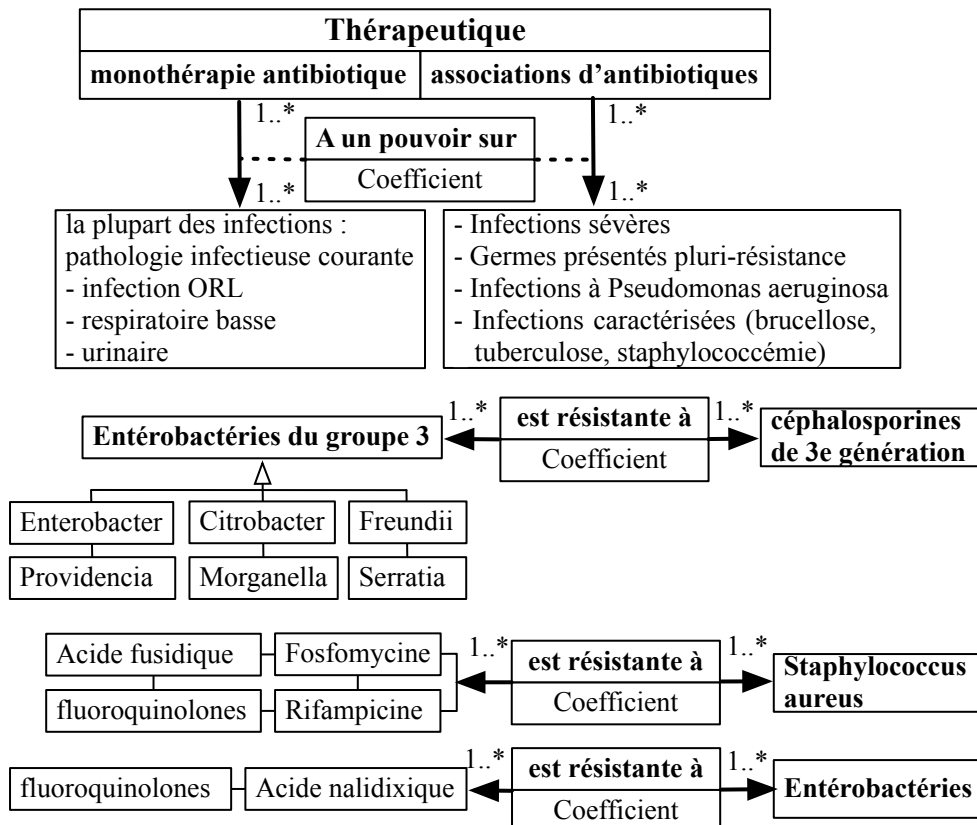 Thérapeutique
monothérapie antibiotique
associations d’antibiotiques
1..*
1..*
A un pouvoir sur
Coefficient
1..*
1..*
la plupart des infections :
pathologie infectieuse courante
- infection ORL
- respiratoire basse
- urinaire
- Infections sévères
- Germes présentés pluri-résistance
- Infections à Pseudomonas aeruginosa
- Infections caractérisées (brucellose,
tuberculose, staphylococcémie)
Entérobactéries du groupe 3
1..*
est résistante à
Coefficient
1..*
céphalosporines
de 3e génération
Enterobacter
Citrobacter
Freundii
Providencia
Morganella
Serratia
Acide fusidique
Fosfomycine
fluoroquinolones
Rifampicine
1..*
est résistante à
Coefficient
1..*
Staphylococcus
aureus
fluoroquinolones
Acide nalidixique
1..*
est résistante à
Coefficient
1..*
Entérobactéries